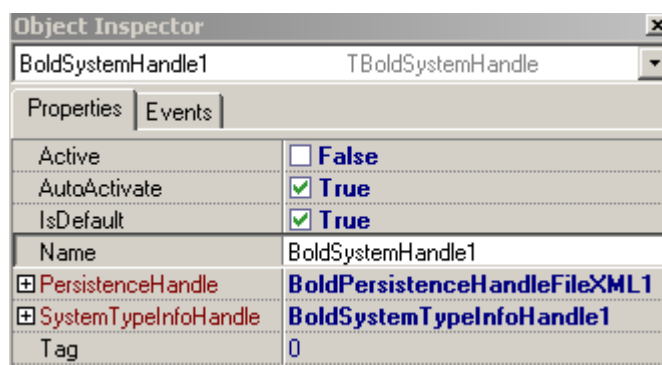 Object Inspector
BoldSystemHandle1 TBoldSystemHandle
Properties Events
Active False
AutoActivate True
IsDefault True
Name BoldSystemHandle1
PersistenceHandle BoldPersistenceHandleFileXML1
SystemTypeInfoHandle BoldSystemTypeInfoHandle1
Tag 0